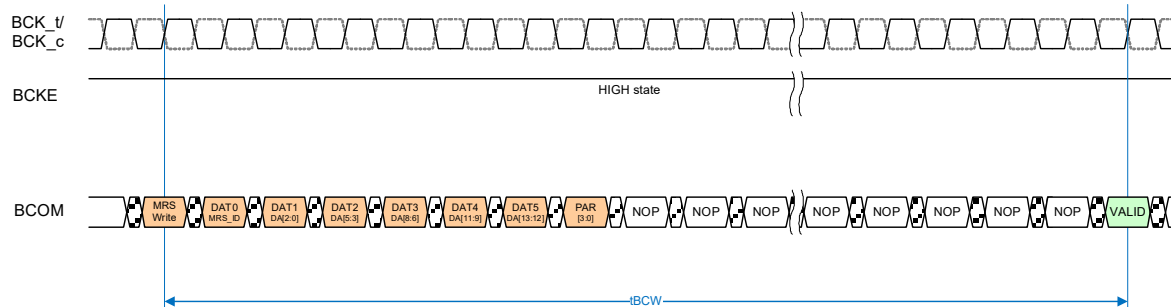 BCK_t/
BCK_c
BCKE
HIGH state
BCOM
MRS
Write
DAT0
MRS_ID
DAT1
DA[2:0]
DAT2
DA[5:3]
DAT3
DA[8:6]
DAT4
DA[11:9]
DAT5
DA[13:12]
PAR
[3:0]
NOP
NOP
NOP
NOP
NOP
NOP
NOP
NOP
VALID
tBCW